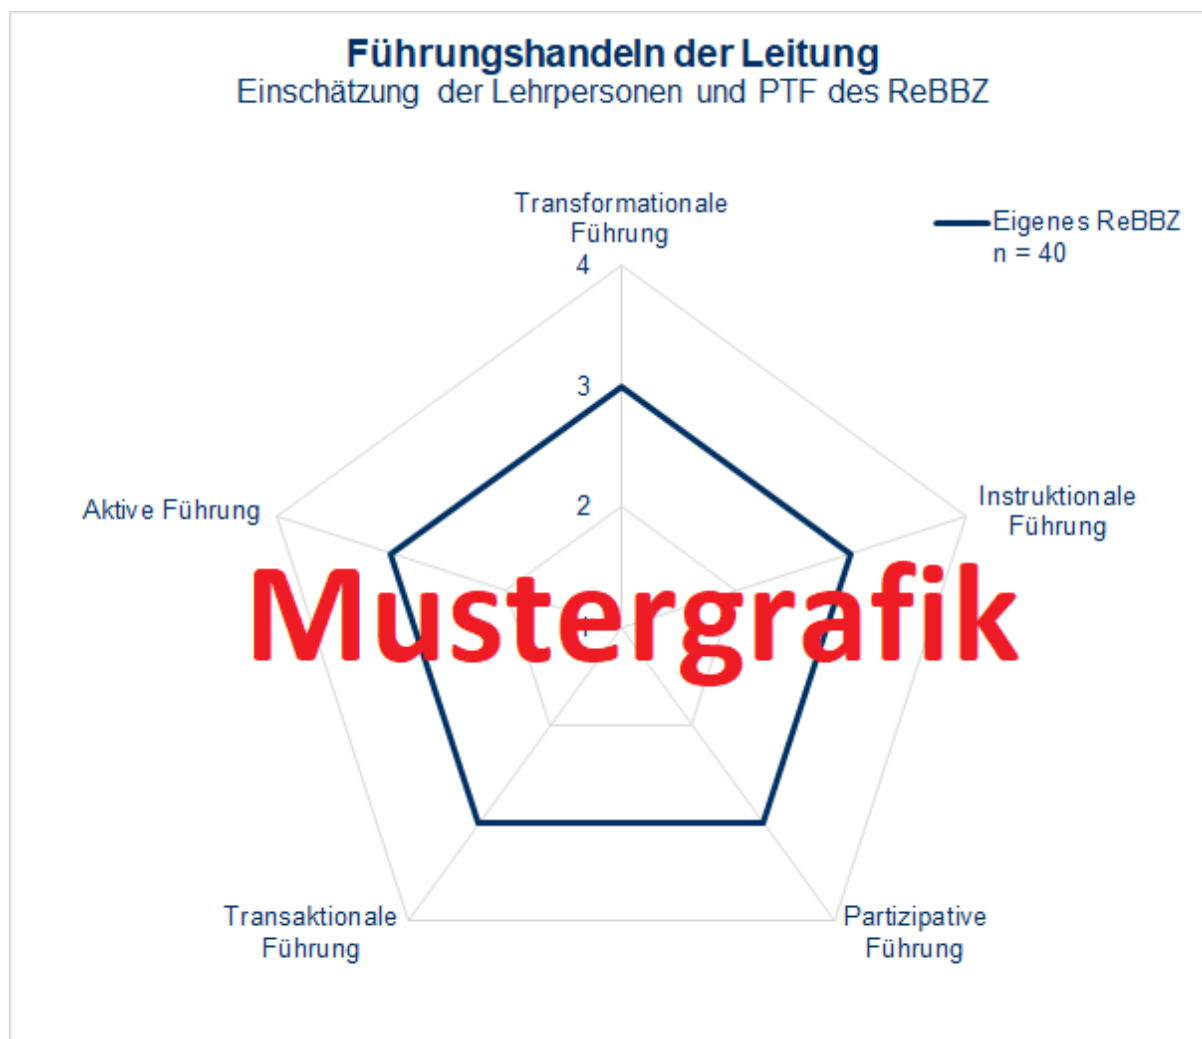 Führungshandeln der Leitung
Einschätzung der Lehrpersonen und PTF des ReBBZ
Transformationale
Führung
Eigenes ReBBZ
n = 40
4
3
2
Aktive Führung
Instruktionale
Führung
1
Mustergrafik
Transaktionale
Führung
Partizipative
Führung